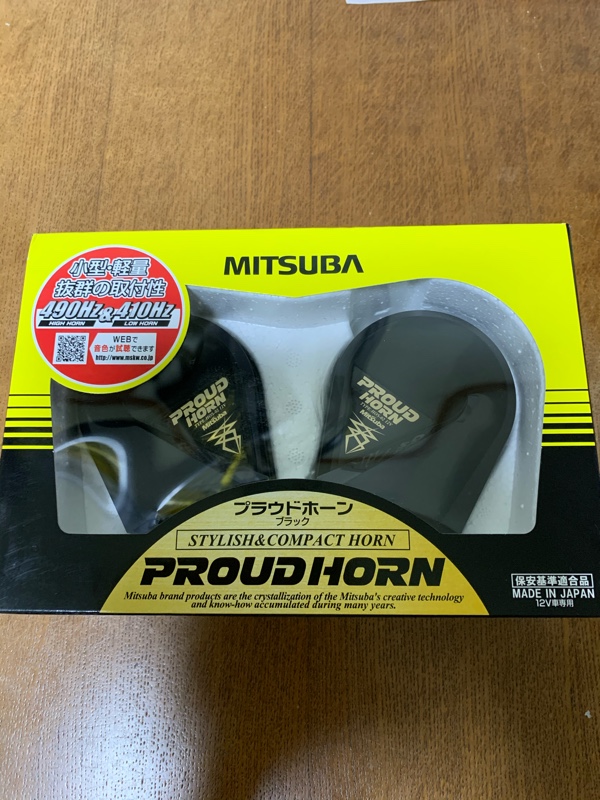 MITSUBA
小型・軽量
抜群の取付性
490Hz&410Hz
HIGH HORN LOW HORN
WEBで
音色が試聴できます
http://www.mskw.co.jp
PROUD
HORN
Mitsuba
PROUD
HORN
Mitsuba
プラウドホーン
ブラック
STYLISH&COMPACT HORN
PROUDHORN
Mitsuba brand products are the crystallization of the Mitsuba's creative technology
and know-how accumulated during many years.
保安基準適合品
MADE IN JAPAN
12V車専用